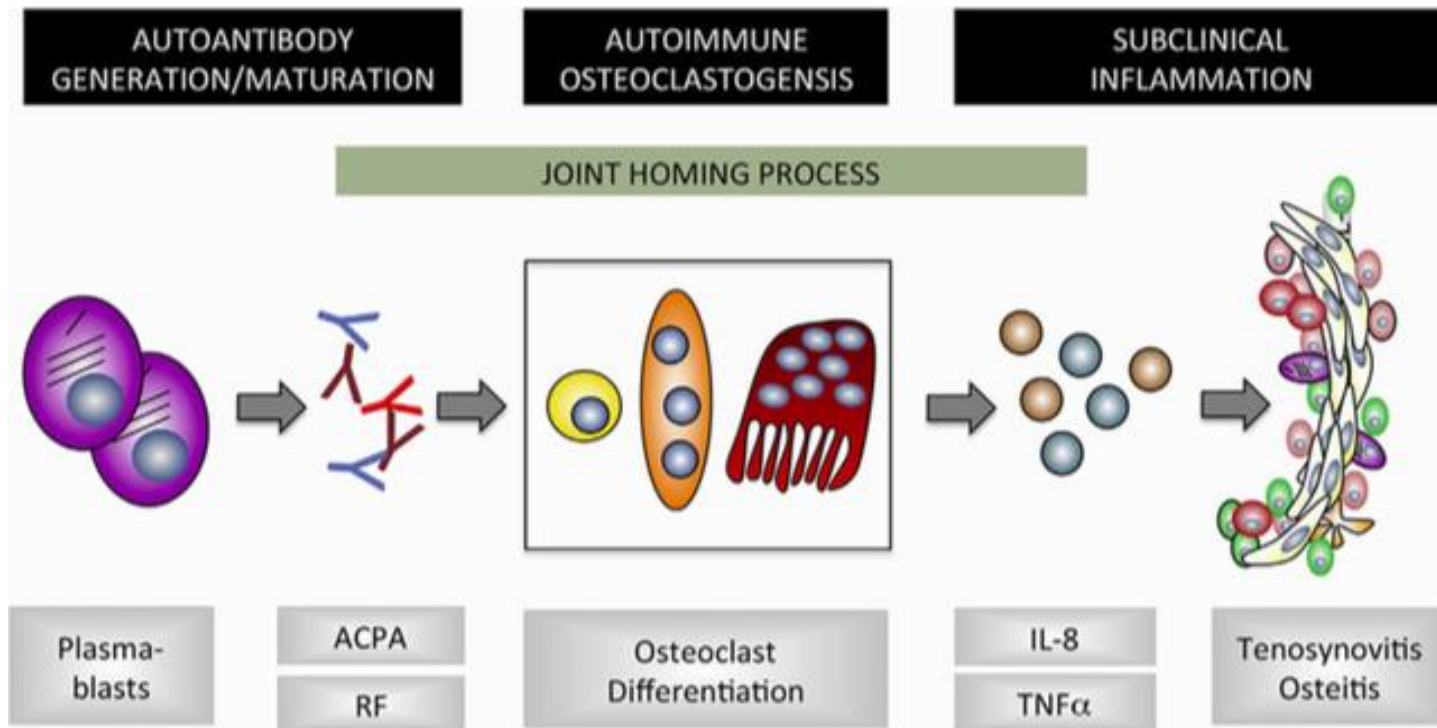 AUTOANTIBODY
GENERATION/MATURATION
AUTOIMMUNE
OSTEOCLASTOGENSIS
SUBCLINICAL
INFLAMMATION
JOINT HOMING PROCESS
Plasma-
blasts
ACPA
RF
Osteoclast
Differentiation
IL-8
TNFα
Tenosynovitis
Osteitis